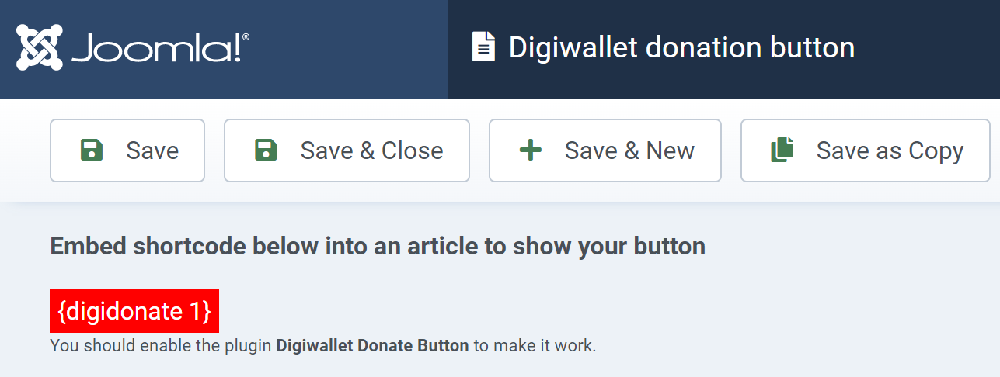 Joomla!®
Digiwallet donation button
Save
Save & Close
Save & New
Save as Copy
Embed shortcode below into an article to show your button
{digidonate 1}
You should enable the plugin Digiwallet Donate Button to make it work.